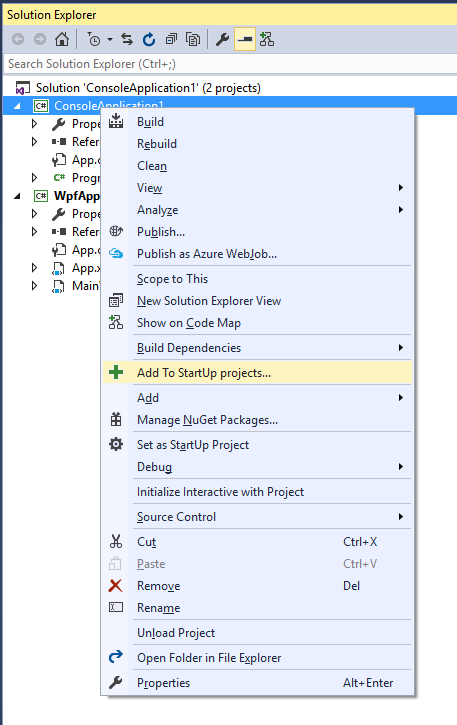 Solution Explorer
Search Solution Explorer (Ctrl+;)
Solution 'ConsoleApplication1' (2 projects)
C# ConsoleApplication1
Prope
Refere
App.c
C# Progr
C# WpfApp
Prope
Refere
App.c
App.x
Main
Build
Rebuild
Clean
View
Analyze
Publish...
Publish as Azure WebJob...
Scope to This
New Solution Explorer View
Show on Code Map
Build Dependencies
Add To StartUp projects...
Add
Manage NuGet Packages...
Set as StartUp Project
Debug
Initialize Interactive with Project
Source Control
Cut Ctrl+X
Paste Ctrl+V
Remove Del
Rename
Unload Project
Open Folder in File Explorer
Properties Alt+Enter